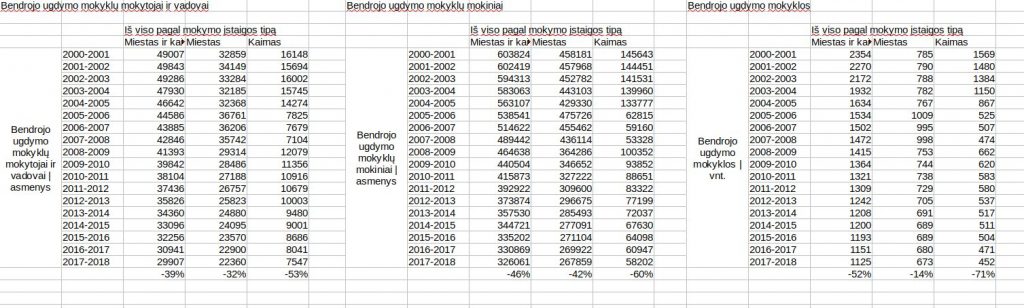 Bendrojo ugdymo mokyklų mokytojai ir vadovai Bendrojo ugdymo mokyklų mokiniai Bendrojo ugdymo mokyklos
Iš viso pagal mokymo įstaigos tipą Iš viso pagal mokymo įstaigos tipą Iš viso pagal mokymo įstaigos tipą
Miestas ir kai Miestas Kaimas Miestas ir kai Miestas Kaimas Miestas ir kai Miestas Kaimas
Bendrojo ugdymo mokyklų mokytojai ir vadovai | asmenys
2000-2001 49007 32859 16148
2001-2002 49843 34149 15694
2002-2003 49286 33284 16002
2003-2004 47930 32185 15745
2004-2005 46642 32368 14274
2005-2006 44586 36761 7825
2006-2007 43885 36206 7679
2007-2008 42846 35742 7104
2008-2009 41393 29314 12079
2009-2010 39842 28486 11356
2010-2011 38104 27188 10916
2011-2012 37436 26757 10679
2012-2013 35826 25823 10003
2013-2014 34360 24880 9480
2014-2015 33096 24095 9001
2015-2016 32256 23570 8686
2016-2017 30941 22900 8041
2017-2018 29907 22360 7547
-39% -32% -53%
Bendrojo ugdymo mokyklų mokiniai | asmenys
2000-2001 603824 458181 145643
2001-2002 602419 457968 144451
2002-2003 594313 452782 141531
2003-2004 583063 443103 139960
2004-2005 563107 429330 133777
2005-2006 538541 475726 62815
2006-2007 514622 455462 59160
2007-2008 489442 436114 53328
2008-2009 464638 364286 100352
2009-2010 440504 346652 93852
2010-2011 415873 327222 88651
2011-2012 392922 309600 83322
2012-2013 373874 296675 77199
2013-2014 357530 285493 72037
2014-2015 344721 277091 67630
2015-2016 335202 271104 64098
2016-2017 330869 269922 60947
2017-2018 326061 267859 58202
-46% -42% -60%
Bendrojo ugdymo mokyklos | vnt.
2000-2001 2354 785 1569
2001-2002 2270 790 1480
2002-2003 2172 788 1384
2003-2004 1932 782 1150
2004-2005 1634 767 867
2005-2006 1534 1009 525
2006-2007 1502 995 507
2007-2008 1472 998 474
2008-2009 1415 753 662
2009-2010 1364 744 620
2010-2011 1321 738 583
2011-2012 1309 729 580
2012-2013 1242 705 537
2013-2014 1208 691 517
2014-2015 1200 689 511
2015-2016 1193 689 504
2016-2017 1151 680 471
2017-2018 1125 673 452
-52% -14% -71%